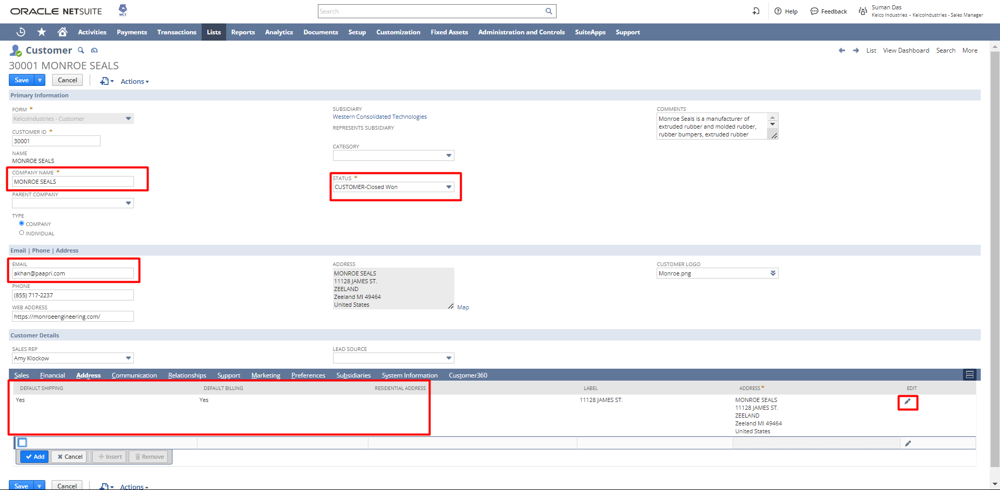 ORACLE NETSUITE
WCT
Search
Help
Feedback
Suman Das
Kelco Industries - KelcoIndustries - Sales Manager
Activities Payments Transactions Lists Reports Analytics Documents Setup Customization Fixed Assets Administration and Controls SuiteApps Support
Customer
List View Dashboard Search More
30001 MONROE SEALS
Save Cancel Actions
Primary Information
FORM *
KelcoIndustries - Customer
CUSTOMER ID *
30001
NAME
MONROE SEALS
COMPANY NAME *
MONROE SEALS
PARENT COMPANY
TYPE
COMPANY
INDIVIDUAL
SUBSIDIARY
Western Consolidated Technologies
REPRESENTS SUBSIDIARY
CATEGORY
STATUS *
CUSTOMER-Closed Won
COMMENTS
Monroe Seals is a manufacturer of
extruded rubber and molded rubber,
rubber bumpers, extruded rubber
Email | Phone | Address
EMAIL
akhan@paapri.com
PHONE
(855) 717-2237
WEB ADDRESS
https://monroeengineering.com/
ADDRESS
MONROE SEALS
11128 JAMES ST.
ZEELAND
Zeeland MI 49464
United States
Map
CUSTOMER LOGO
Monroe.png
Customer Details
SALES REP
Amy Klockow
LEAD SOURCE
Sales Financial Address Communication Relationships Support Marketing Preferences Subsidiaries System Information Customer360
DEFAULT SHIPPING DEFAULT BILLING RESIDENTIAL ADDRESS LABEL ADDRESS * EDIT
Yes Yes 11128 JAMES ST. MONROE SEALS
11128 JAMES ST.
ZEELAND
Zeeland MI 49464
United States
Add Cancel Insert Remove
Save Cancel Actions